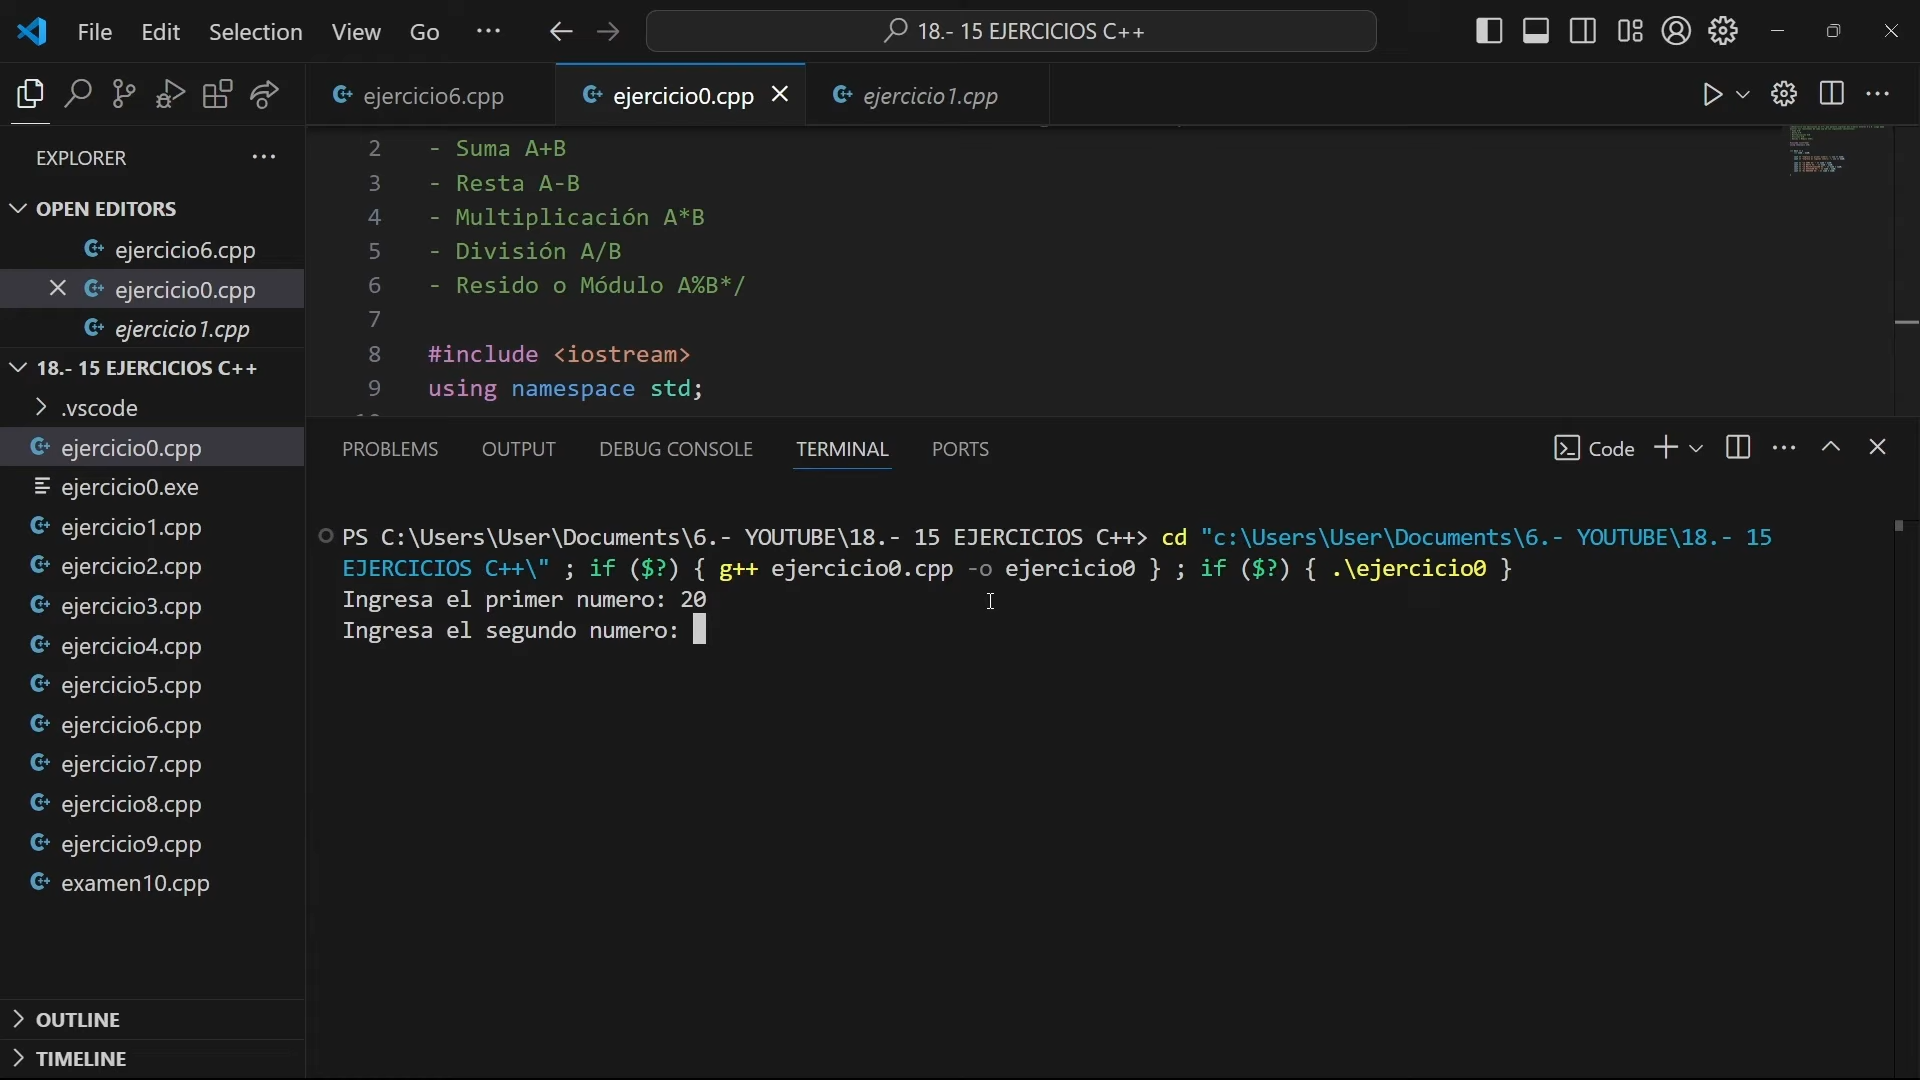 File Edit Selection View Go ··· 18.- 15 EJERCICIOS C++
ejercicio6.cpp ejercicio0.cpp ejercicio1.cpp
EXPLORER
OPEN EDITORS
ejercicio6.cpp
ejercicio0.cpp
ejercicio1.cpp
18.- 15 EJERCICIOS C++
.vscode
ejercicio0.cpp
ejercicio0.exe
ejercicio1.cpp
ejercicio2.cpp
ejercicio3.cpp
ejercicio4.cpp
ejercicio5.cpp
ejercicio6.cpp
ejercicio7.cpp
ejercicio8.cpp
ejercicio9.cpp
examen10.cpp
OUTLINE
TIMELINE
2 - Suma A+B
3 - Resta A-B
4 - Multiplicación A*B
5 - División A/B
6 - Resido o Módulo A%B*/
7
8 #include <iostream>
9 using namespace std;
PROBLEMS OUTPUT DEBUG CONSOLE TERMINAL PORTS Code
PS C:\Users\User\Documents\6.- YOUTUBE\18.- 15 EJERCICIOS C++> cd "c:\Users\User\Documents\6.- YOUTUBE\18.- 15
EJERCICIOS C++\" ; if ($?) { g++ ejercicio0.cpp -o ejercicio0 } ; if ($?) { .\ejercicio0 }
Ingresa el primer numero: 20
Ingresa el segundo numero: